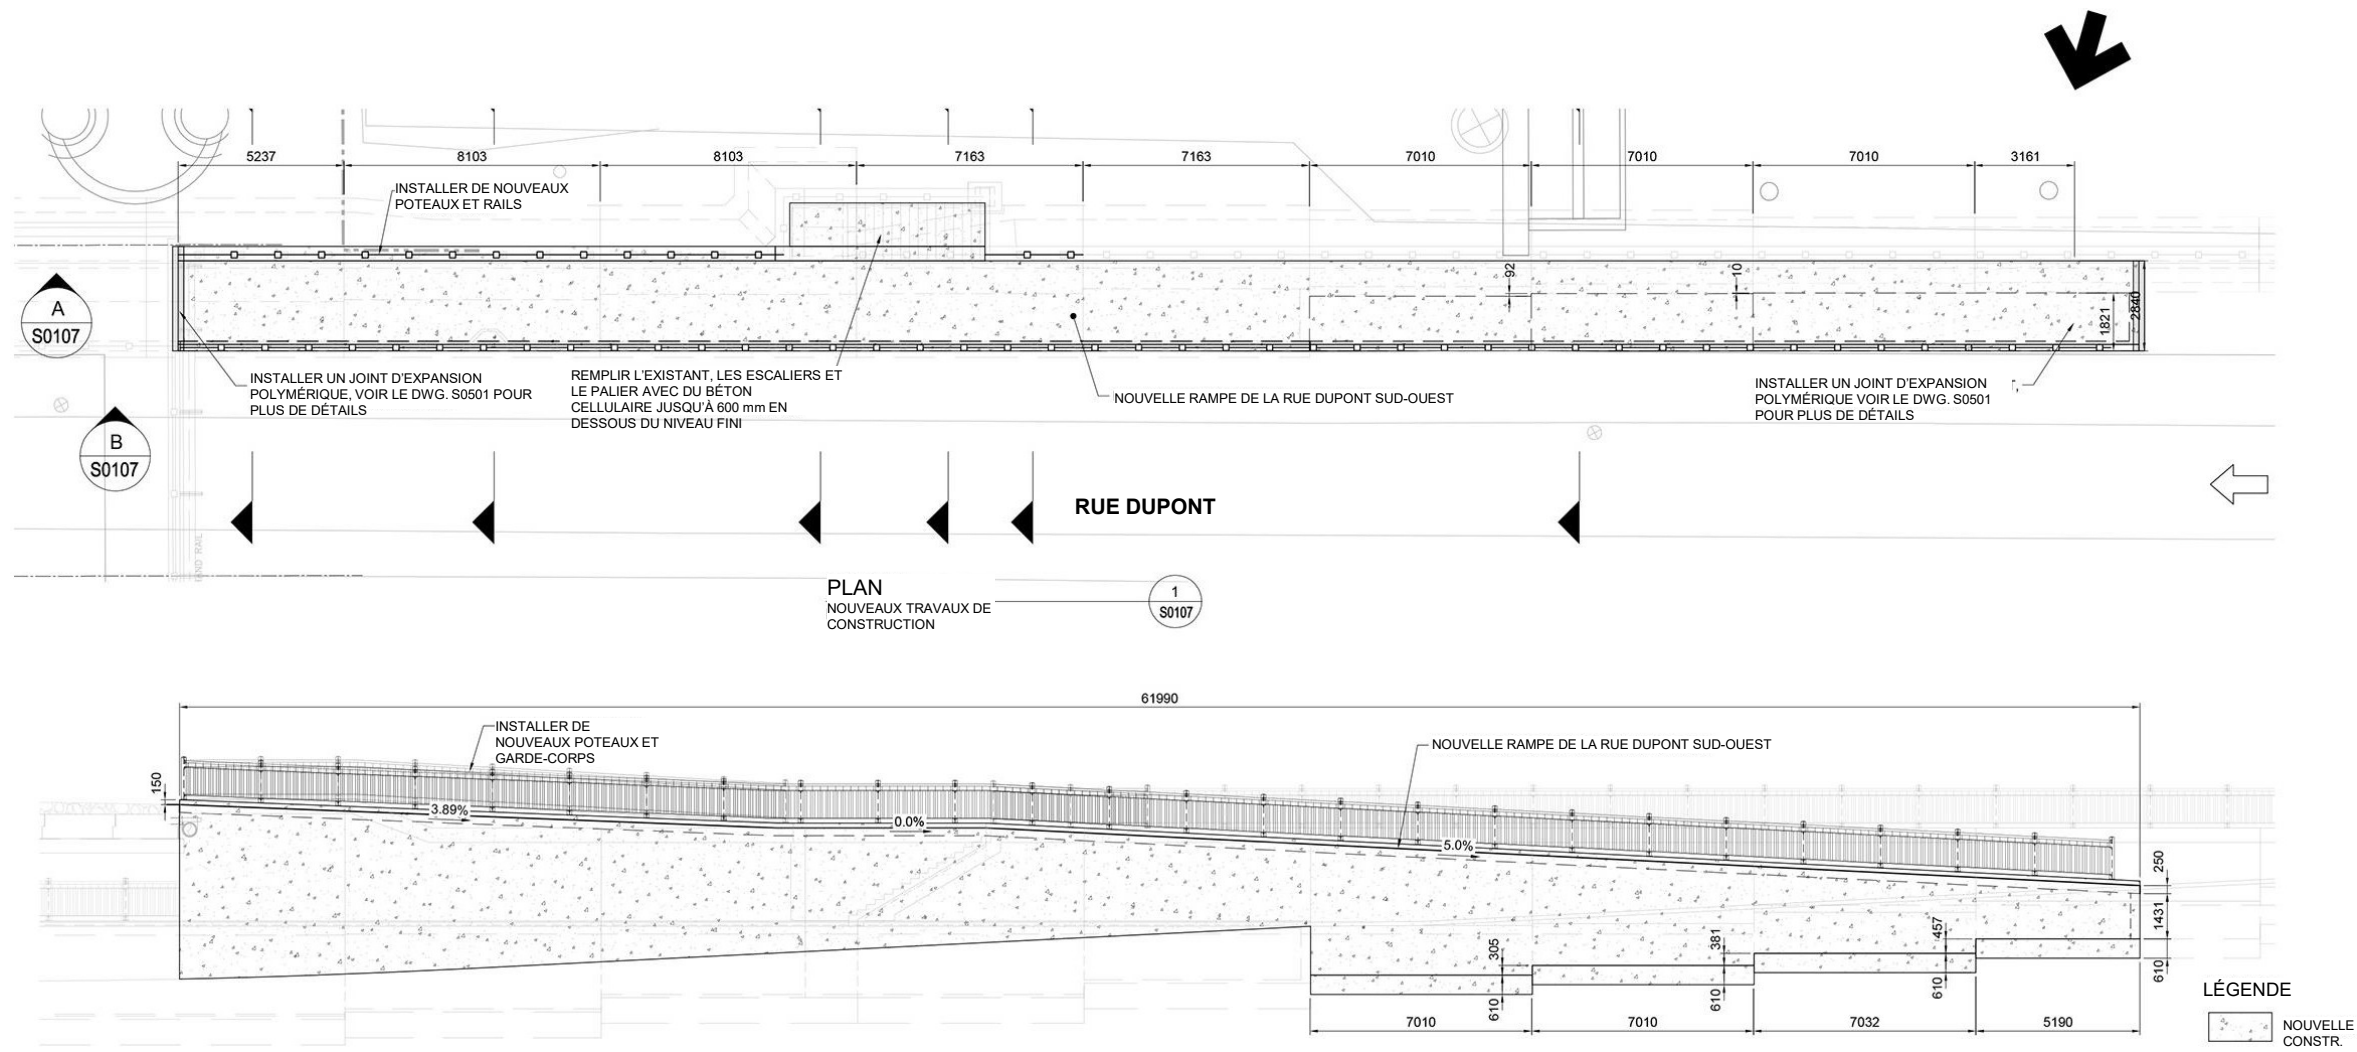 5237
8103
8103
7163
7163
7010
7010
7010
3161
INSTALLER DE NOUVEAUX
POTEAUX ET RAILS
92
10
1821
2840
A
S0107
B
S0107
INSTALLER UN JOINT D'EXPANSION
POLYMÉRIQUE, VOIR LE DWG. S0501 POUR
PLUS DE DÉTAILS
REMPLIR L'EXISTANT, LES ESCALIERS ET
LE PALIER AVEC DU BÉTON
CELLULAIRE JUSQU'À 600 mm EN
DESSOUS DU NIVEAU FINI
NOUVELLE RAMPE DE LA RUE DUPONT SUD-OUEST
INSTALLER UN JOINT D'EXPANSION
POLYMÉRIQUE VOIR LE DWG. S0501
POUR PLUS DE DÉTAILS
RUE DUPONT
AND RAIL
PLAN
NOUVEAUX TRAVAUX DE
CONSTRUCTION
1
S0107
61990
INSTALLER DE
NOUVEAUX POTEAUX ET
GARDE-CORPS
NOUVELLE RAMPE DE LA RUE DUPONT SUD-OUEST
150
3.89%
0.0%
5.0%
250
1431
610
305
610
381
610
457
610
7010
7010
7032
5190
LÉGENDE
NOUVELLE
CONSTR.